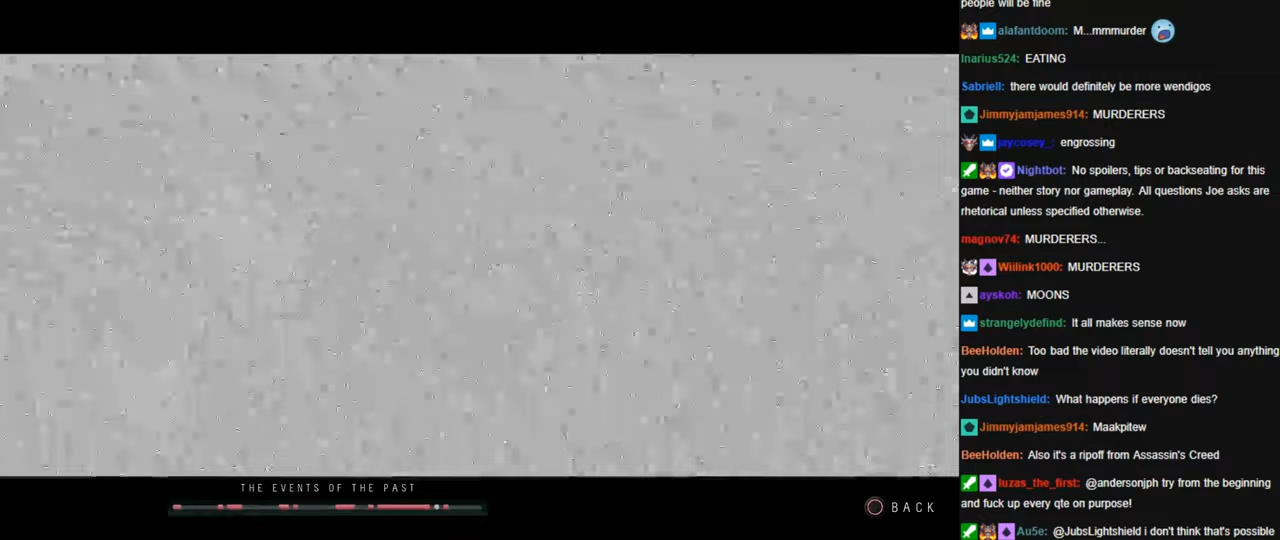 THE EVENTS OF THE PAST
BACK
people will be fine
alafantdoom: M...mmmurder
Inarius524: EATING
Sabriell: there would definitely be more wendigos
Jimmyjamjames914: MURDERERS
jaycosey_: engrossing
Nightbot: No spoilers, tips or backseating for this
game - neither story nor gameplay. All questions Joe asks are
rhetorical unless specified otherwise.
magnov74: MURDERERS...
Wiilink1000: MURDERERS
ayskoh: MOONS
strangelydefind: It all makes sense now
BeeHolden: Too bad the video literally doesn't tell you anything
you didn't know
JubsLightshield: What happens if everyone dies?
Jimmyjamjames914: Maakpitew
BeeHolden: Also it's a ripoff from Assassin's Creed
luzas_the_first: @andersonjph try from the beginning
and fuck up every qte on purpose!
Au5e: @JubsLightshield i don't think that's possible